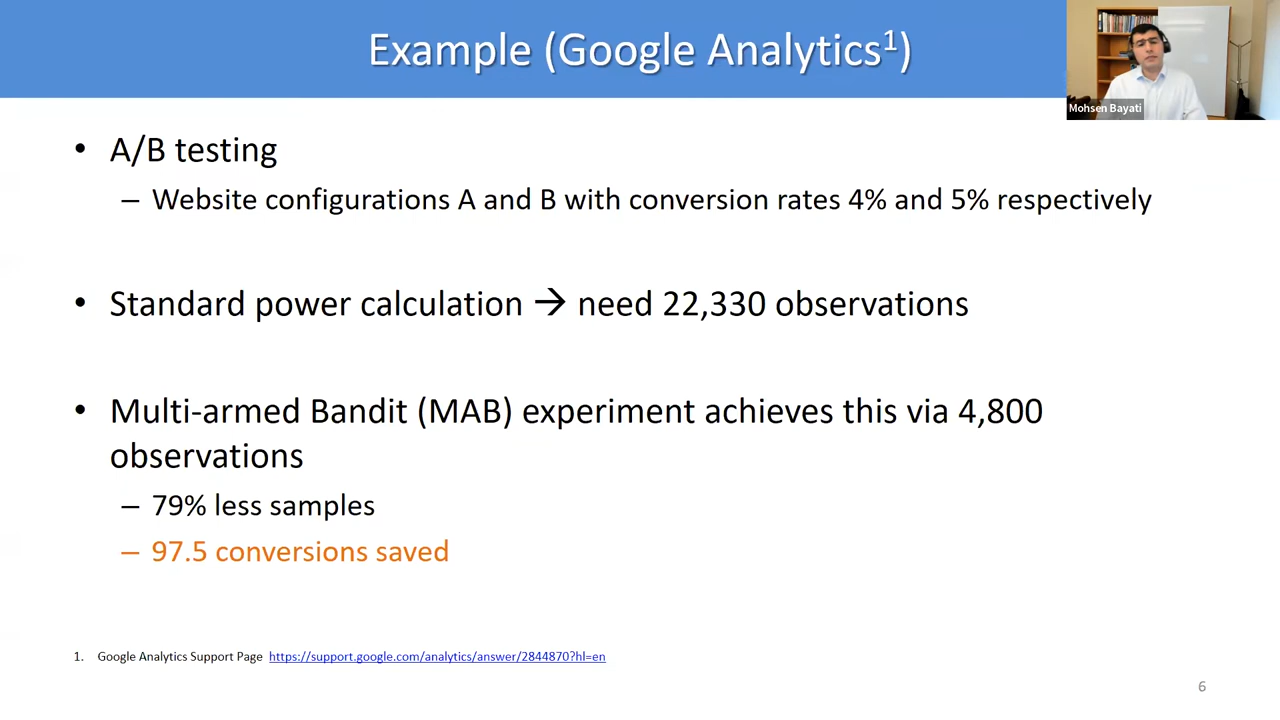 Example (Google Analytics1)
Mohsen Bayati
• A/B testing
– Website configurations A and B with conversion rates 4% and 5% respectively
• Standard power calculation → need 22,330 observations
• Multi-armed Bandit (MAB) experiment achieves this via 4,800
observations
– 79% less samples
– 97.5 conversions saved
1. Google Analytics Support Page https://support.google.com/analytics/answer/2844870?hl=en
6